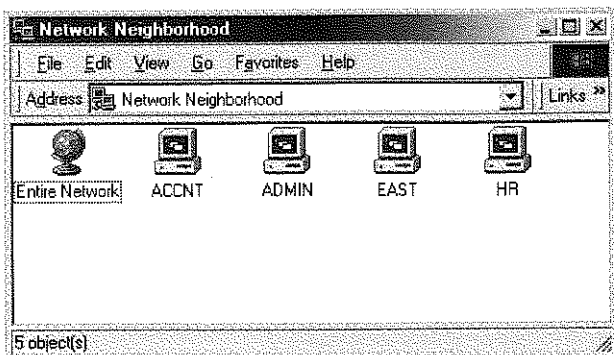 Network Neighborhood
File Edit View Go Favorites Help
Address Network Neighborhood Links »
Entire Network ACCNT ADMIN EAST HR
5 object(s)